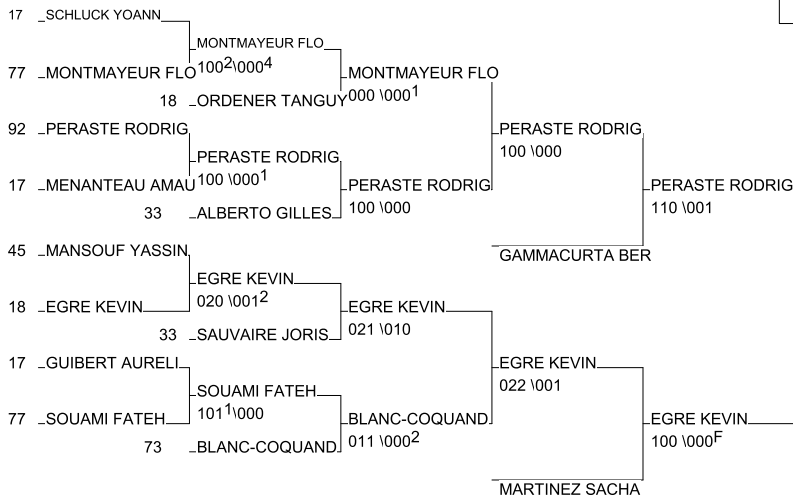 17 SCHLUCK YOANN
MONTMAYEUR FLO
100²\000⁴
77 MONTMAYEUR FLO
MONTMAYEUR FLO
000 \000¹
18 ORDENER TANGUY
92 PERASTE RODRIG
PERASTE RODRIG
100 \000
PERASTE RODRIG
100 \000¹
17 MENANTEAU AMAU
PERASTE RODRIG
100 \000
PERASTE RODRIG
110 \001
33 ALBERTO GILLES
45 MANSOUF YASSIN
GAMMACURTA BER
EGRE KEVIN
020 \001²
18 EGRE KEVIN
EGRE KEVIN
021 \010
33 SAUVAIRE JORIS
17 GUIBERT AURELI
EGRE KEVIN
022 \001
SOUAMI FATEH
101¹\000
77 SOUAMI FATEH
BLANC-COQUAND
011 \000²
EGRE KEVIN
100 \000F
73 BLANC-COQUAND
MARTINEZ SACHA